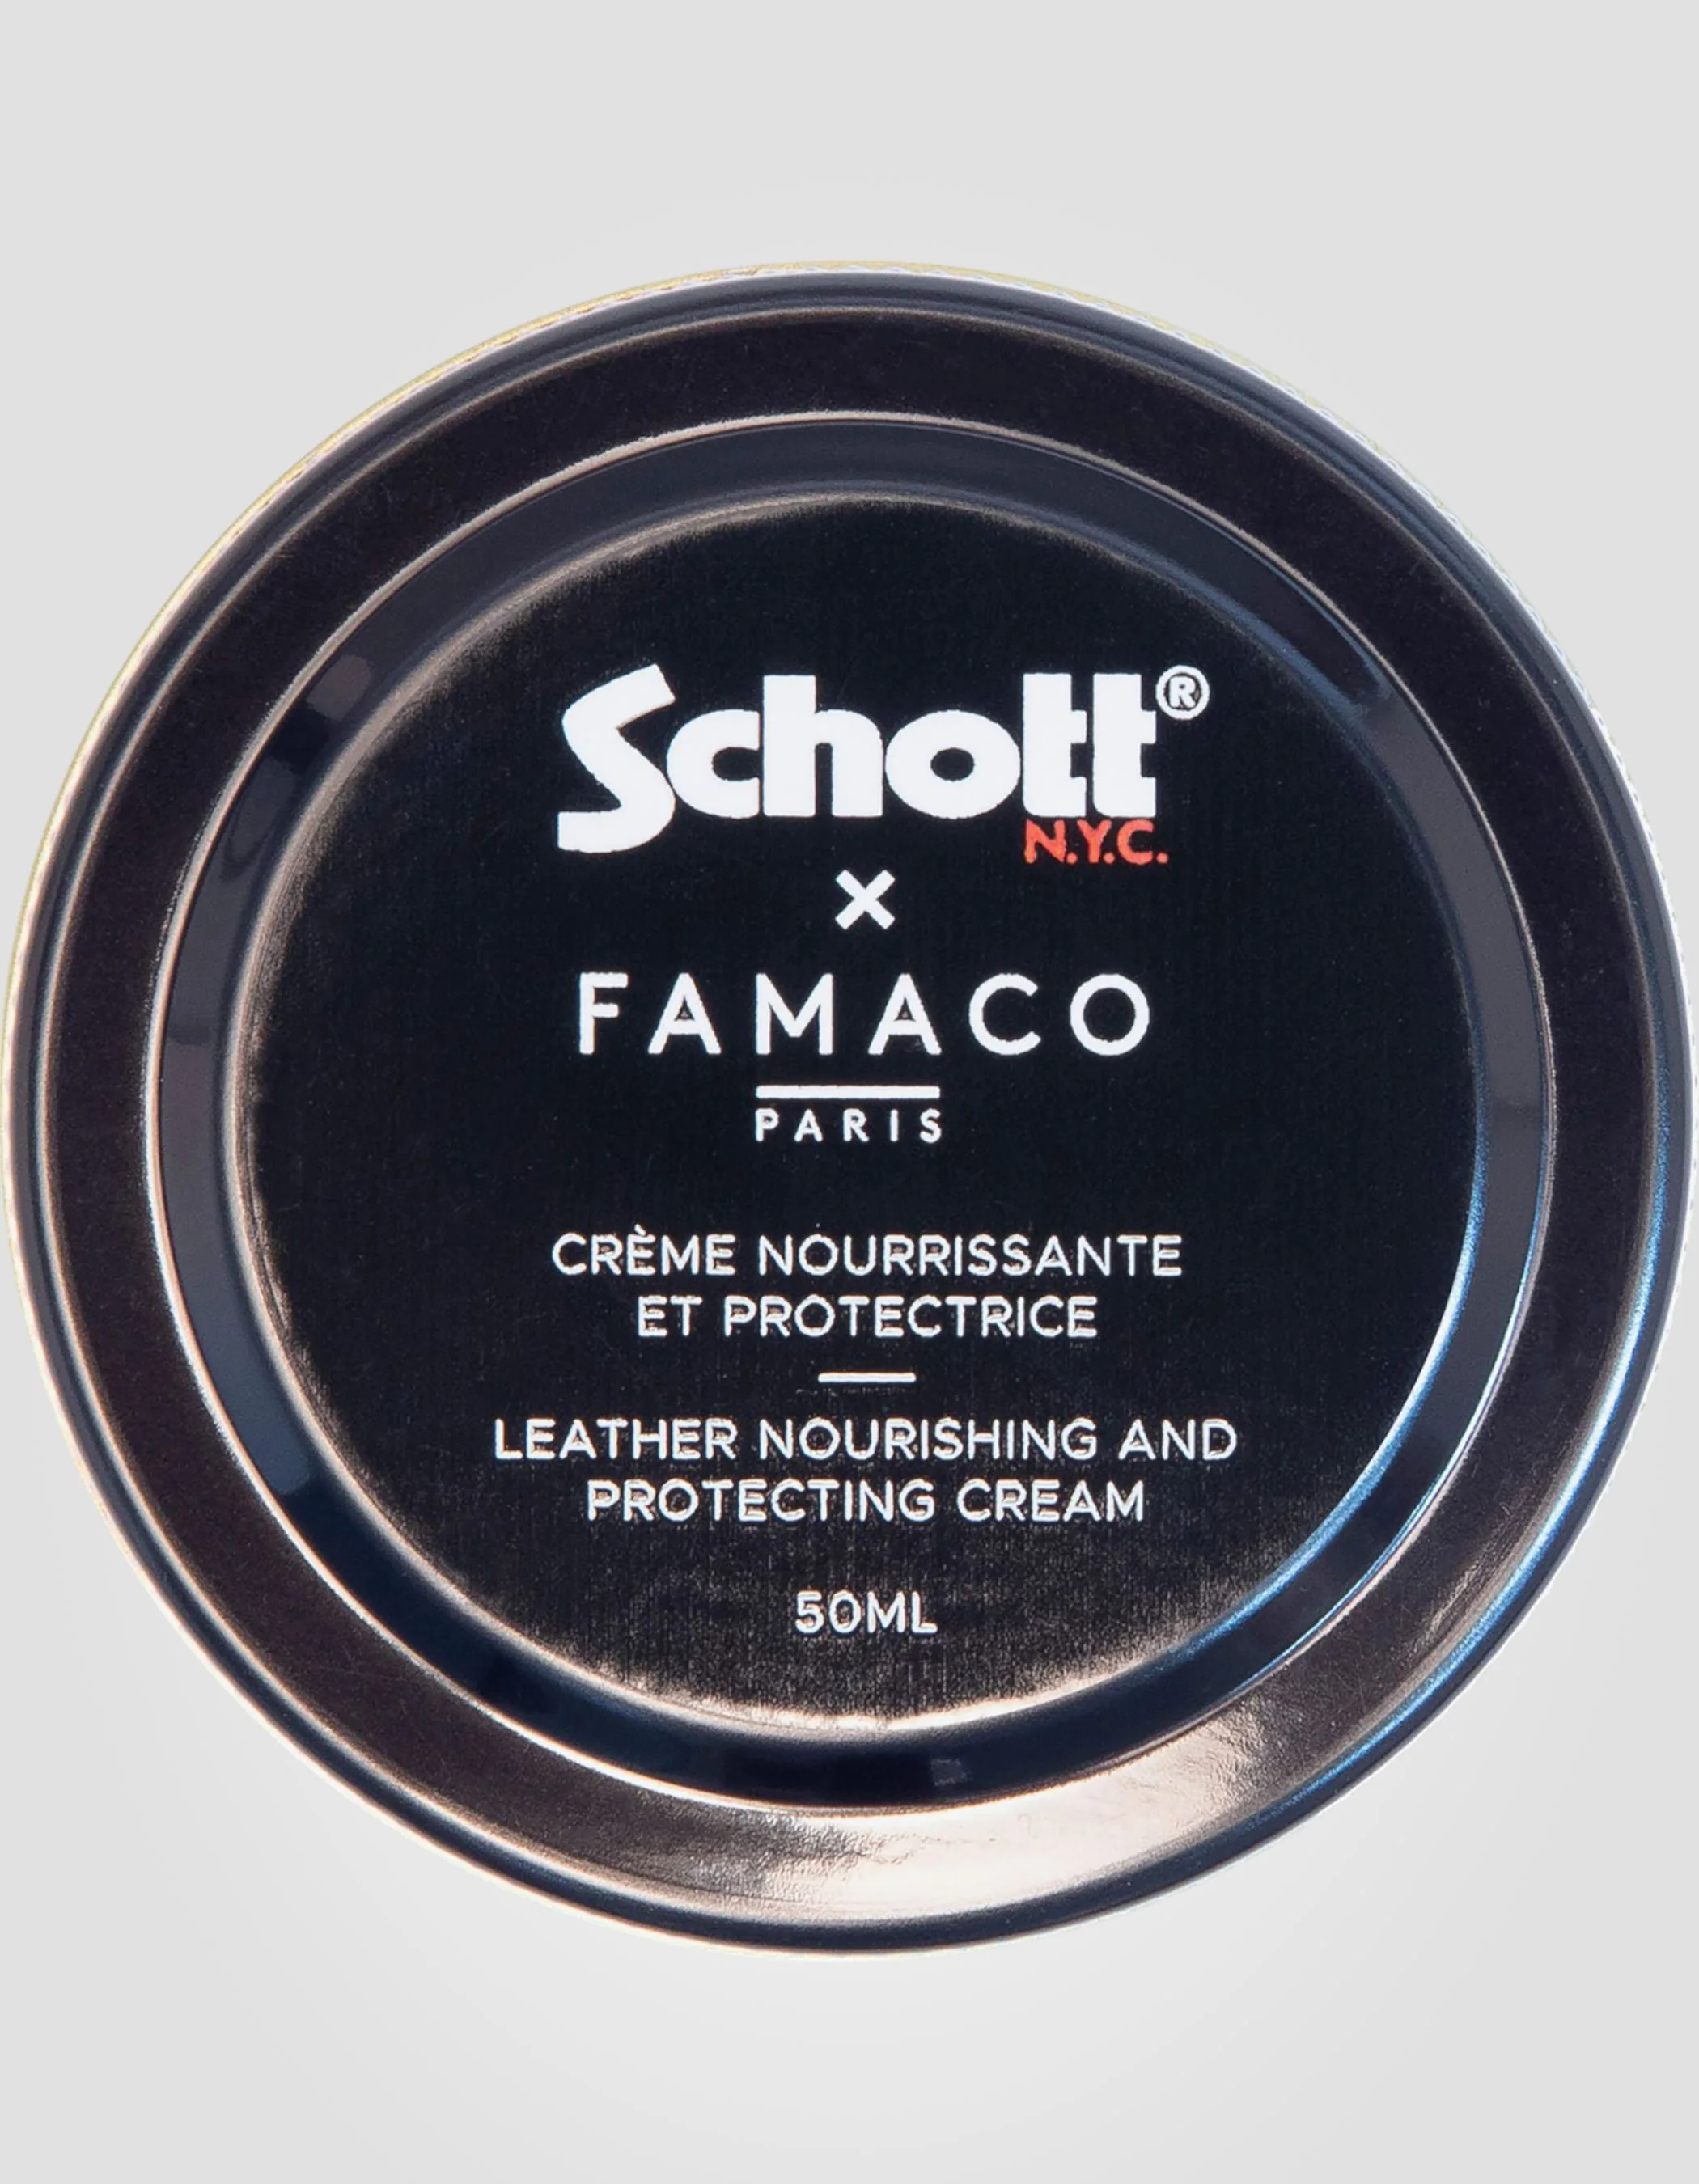 Schott®
N.Y.C.
×
FAMACO
PARIS
CRÈME NOURRISSANTE
ET PROTECTRICE
LEATHER NOURISHING AND
PROTECTING CREAM
50ML